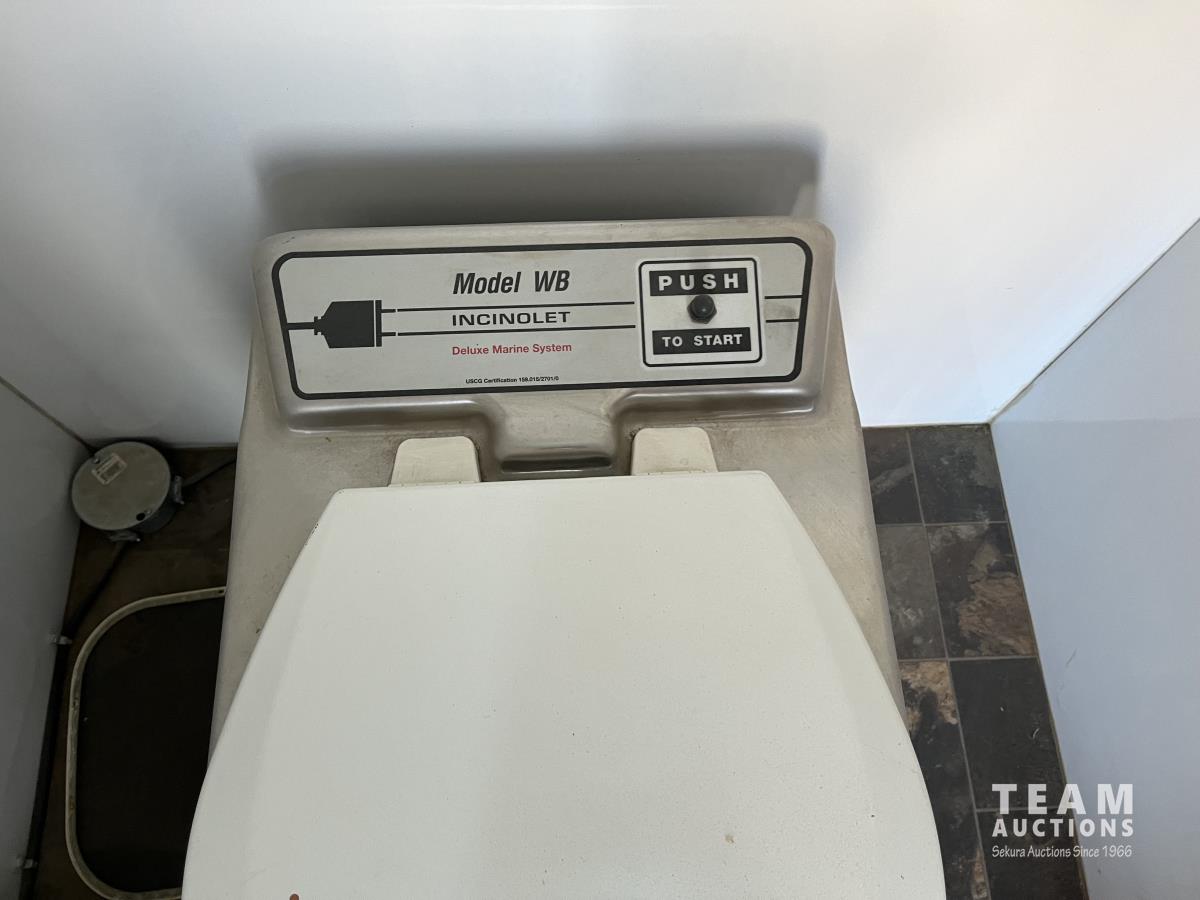 Model WB
INCINOLET
Deluxe Marine System
USCG Certification 159.015/2701/0
PUSH
TO START
TEAM
AUCTIONS
Sekura Auctions Since 1966